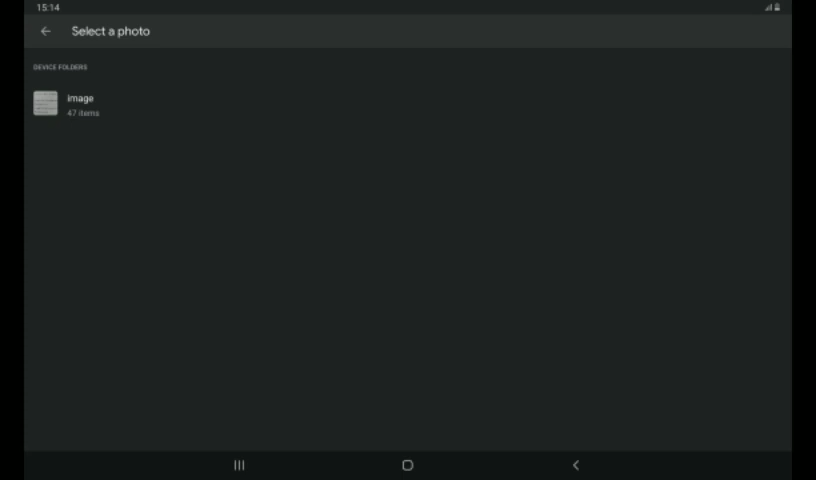 15:14
Select a photo
DEVICE FOLDERS
image
47 items